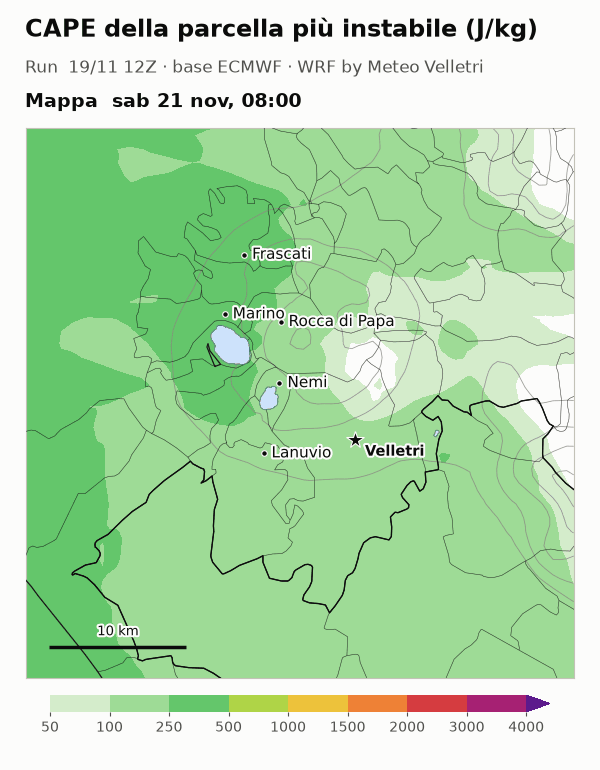 CAPE della parcella più instabile (J/kg)
Run  19/11 12Z · base ECMWF · WRF by Meteo Velletri
Mappa  sab 21 nov, 08:00
Frascati
Marino
Rocca di Papa
Nemi
Velletri
Lanuvio
10 km
50 100 250 500 1000 1500 2000 3000 4000